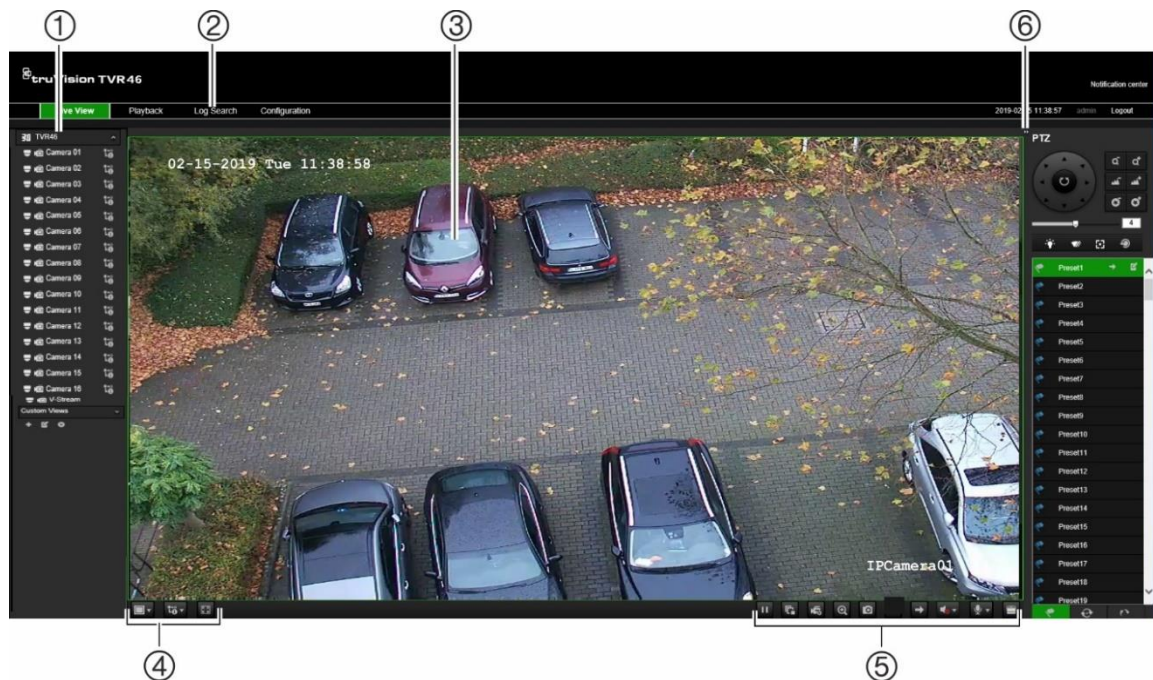 ① ② ③ ⑥
truVision TVR46
Notification center
Live View Playback Log Search Configuration
11:38:57 admin Logout
TVR46
PTZ
Camera 01
Camera 02
Camera 03
Camera 04
Camera 05
Camera 06
Camera 07
Camera 08
Camera 09
Camera 10
Camera 11
Camera 12
Camera 13
Camera 14
Camera 15
Camera 16
V-Stream
Custom Views
02-15-2019 Tue 11:38:58
IPCamera01
4
Preset1
Preset2
Preset3
Preset4
Preset5
Preset6
Preset7
Preset8
Preset9
Preset10
Preset11
Preset12
Preset13
Preset14
Preset15
Preset16
Preset17
Preset18
Preset19
④ ⑤